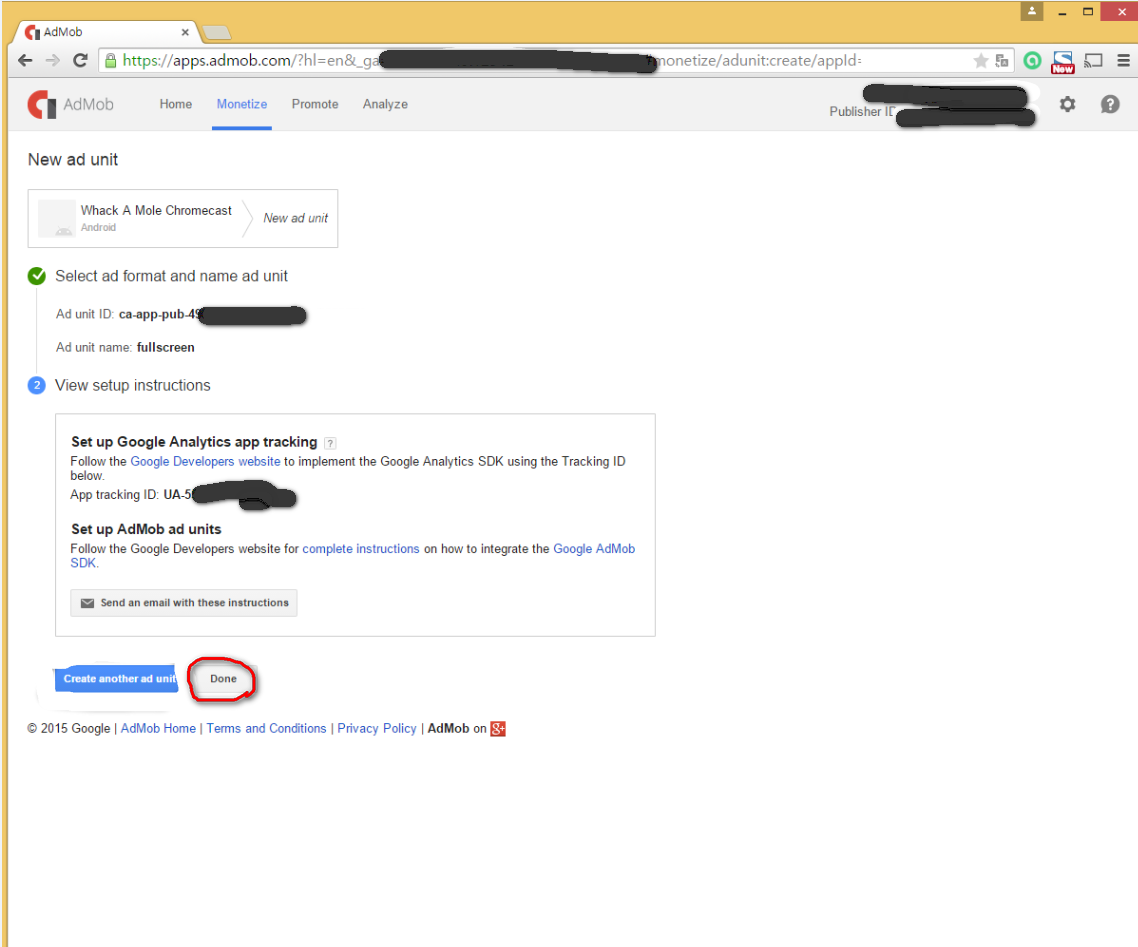 AdMob
https://apps.admob.com/?hl=en&_ga monetize/adunit:create/appId=
New
AdMob Home Monetize Promote Analyze
Publisher ID
New ad unit
Whack A Mole Chromecast
Android
New ad unit
Select ad format and name ad unit
Ad unit ID: ca-app-pub-49
Ad unit name: fullscreen
2 View setup instructions
Set up Google Analytics app tracking ?
Follow the Google Developers website to implement the Google Analytics SDK using the Tracking ID
below.
App tracking ID: UA-5
Set up AdMob ad units
Follow the Google Developers website for complete instructions on how to integrate the Google AdMob
SDK.
Send an email with these instructions
Create another ad unit Done
© 2015 Google | AdMob Home | Terms and Conditions | Privacy Policy | AdMob on g+